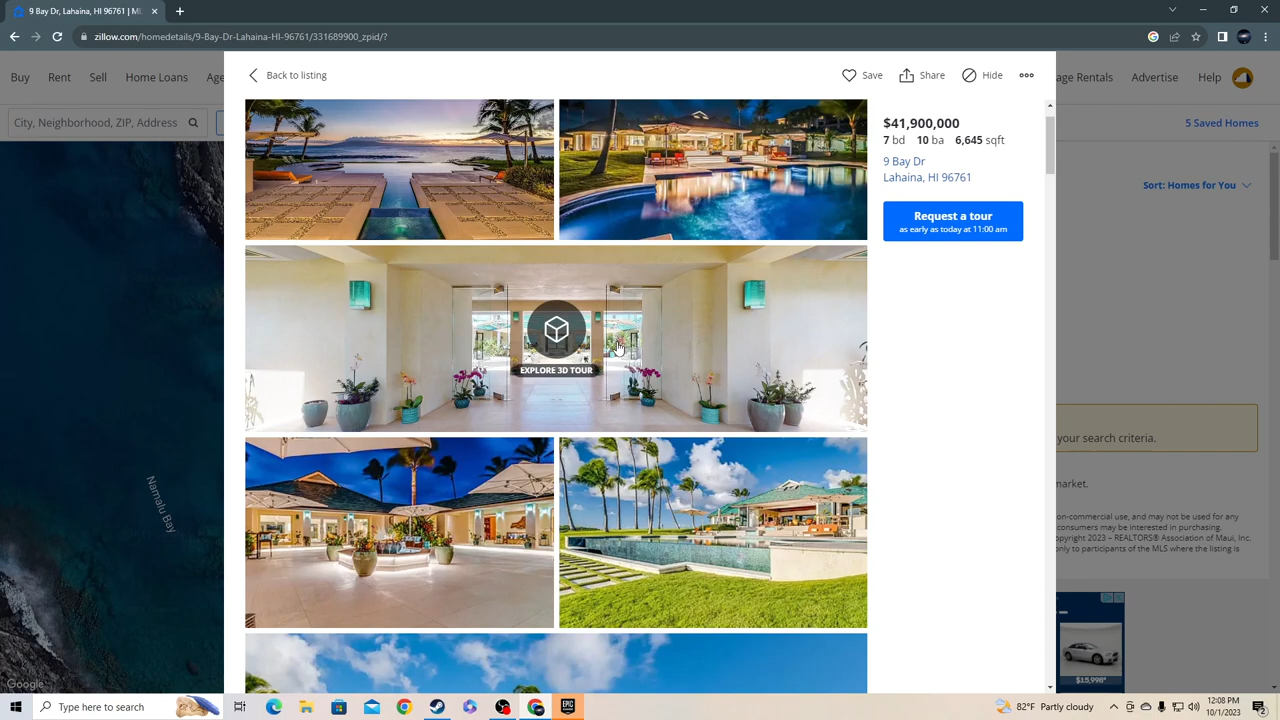 9 Bay Dr, Lahaina, HI 96761 | ML
zillow.com/homedetails/9-Bay-Dr-Lahaina-HI-96761/331689900_zpid/?
Buy
Rent
Sell
Home Loans
Age
Back to listing
Save
Share
Hide
age Rentals
Advertise
Help
City, Neighborhood, ZIP, Address
5 Saved Homes
$41,900,000
7 bd 10 ba 6,645 sqft
9 Bay Dr
Lahaina, HI 96761
Request a tour
as early as today at 11:00 am
Sort: Homes for You
EXPLORE 3D TOUR
your search criteria.
market.
on-commercial use, and may not be used for any
consumers may be interested in purchasing.
opyright 2023 – REALTORS® Association of Maui, Inc.
only to participants of the MLS where the listing is
Namalu Bay
$15,998*
Google
Type here to search
EPIC
GAMES
82°F Partly cloudy
12:08 PM
10/1/2023
2